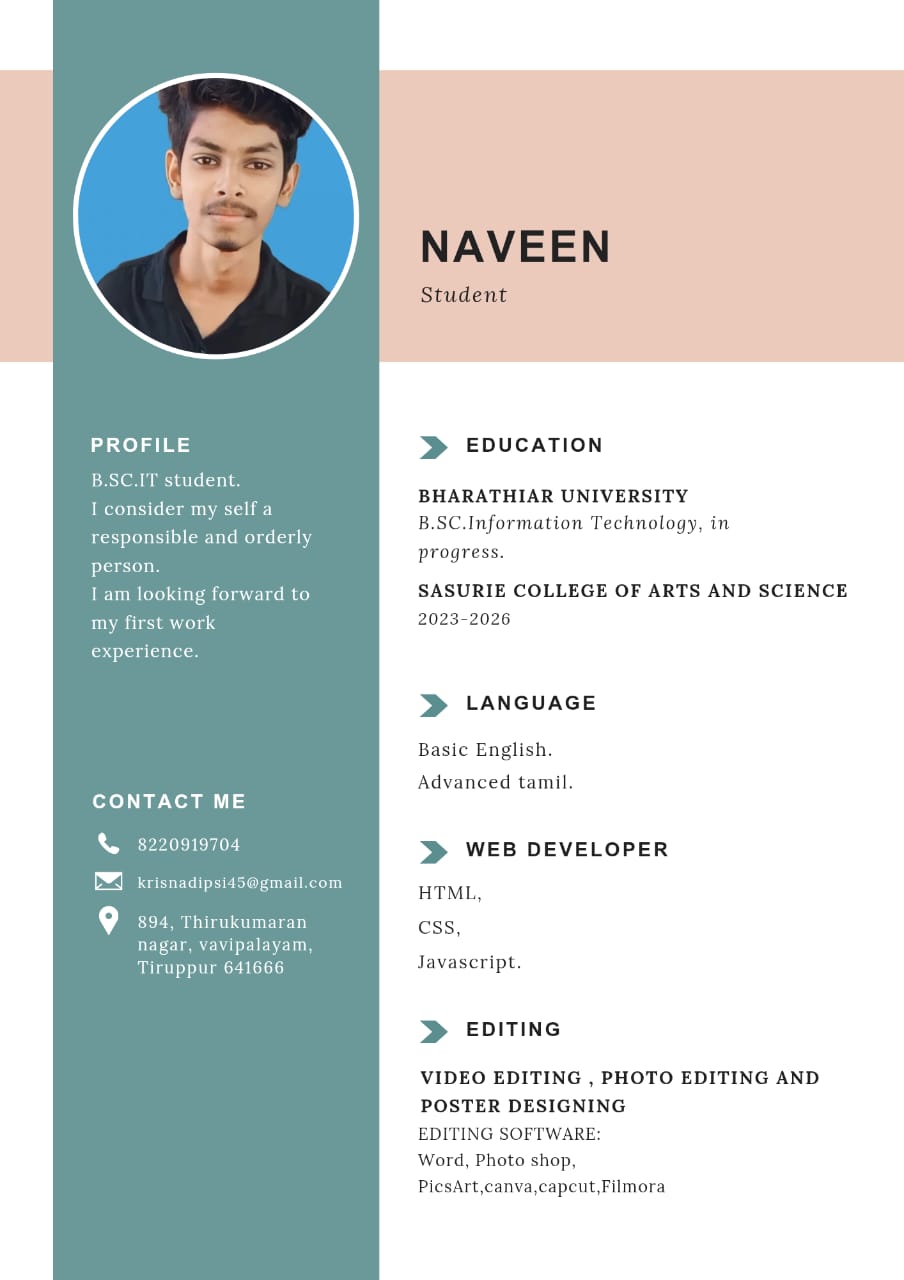 NAVEEN
Student
PROFILE
B.SC.IT student.
I consider my self a
responsible and orderly
person.
I am looking forward to
my first work
experience.
CONTACT ME
8220919704
krisnadipsi45@gmail.com
894, Thirukumaran
nagar, vavipalayam,
Tiruppur 641666
EDUCATION
BHARATHIAR UNIVERSITY
B.SC.Information Technology, in
progress.
SASURIE COLLEGE OF ARTS AND SCIENCE
2023-2026
LANGUAGE
Basic English.
Advanced tamil.
WEB DEVELOPER
HTML,
CSS,
Javascript.
EDITING
VIDEO EDITING , PHOTO EDITING AND
POSTER DESIGNING
EDITING SOFTWARE:
Word, Photo shop,
PicsArt,canva,capcut,Filmora